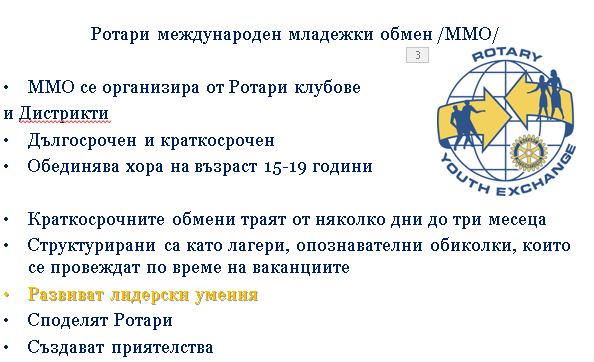 Ротари международен младежки обмен /ММО/
3
ROTARY
YOUTH EXCHANGE
• ММО се организира от Ротари клубове
и Дистрикти
• Дългосрочен и краткосрочен
• Обединява хора на възраст 15-19 години
• Краткосрочните обмени траят от няколко дни до три месеца
• Структурирани са като лагери, опознавателни обиколки, които
се провеждат по време на ваканциите
• Развиват лидерски умения
• Споделят Ротари
• Създават приятелства